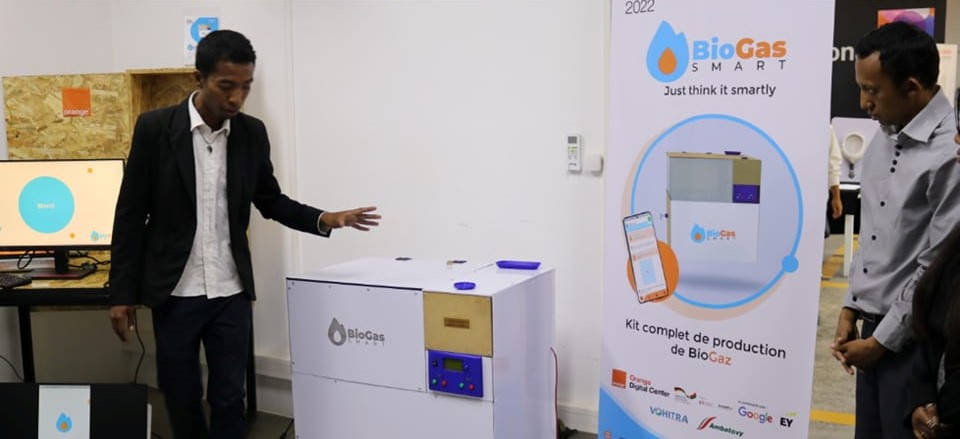 2022
BioGas
SMART
Just think it smartly
BioGas
SMART
Kit complet de production
de BioGaz
Orange
Digital Center
Google
EY
VOHITRA
Ambatovy
orange
Merci
BioGas
SMART